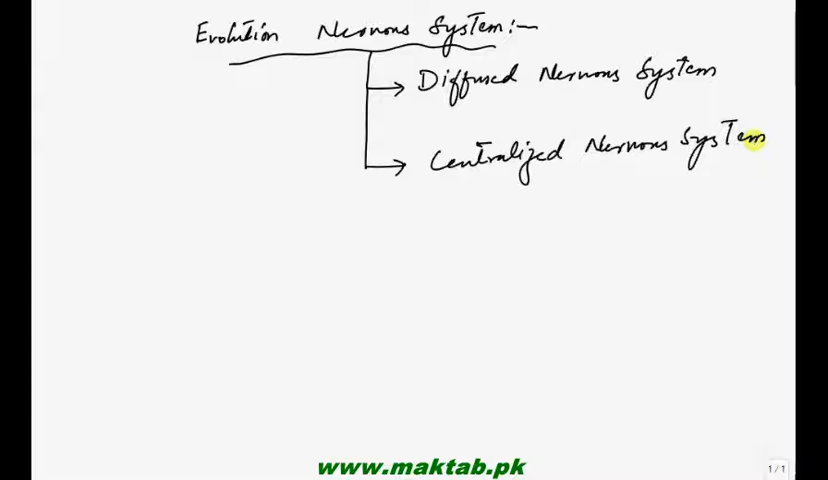 Evolution Nervous System:-
Diffused Nervous System
Centralized Nervous System
www.maktab.pk
1/1